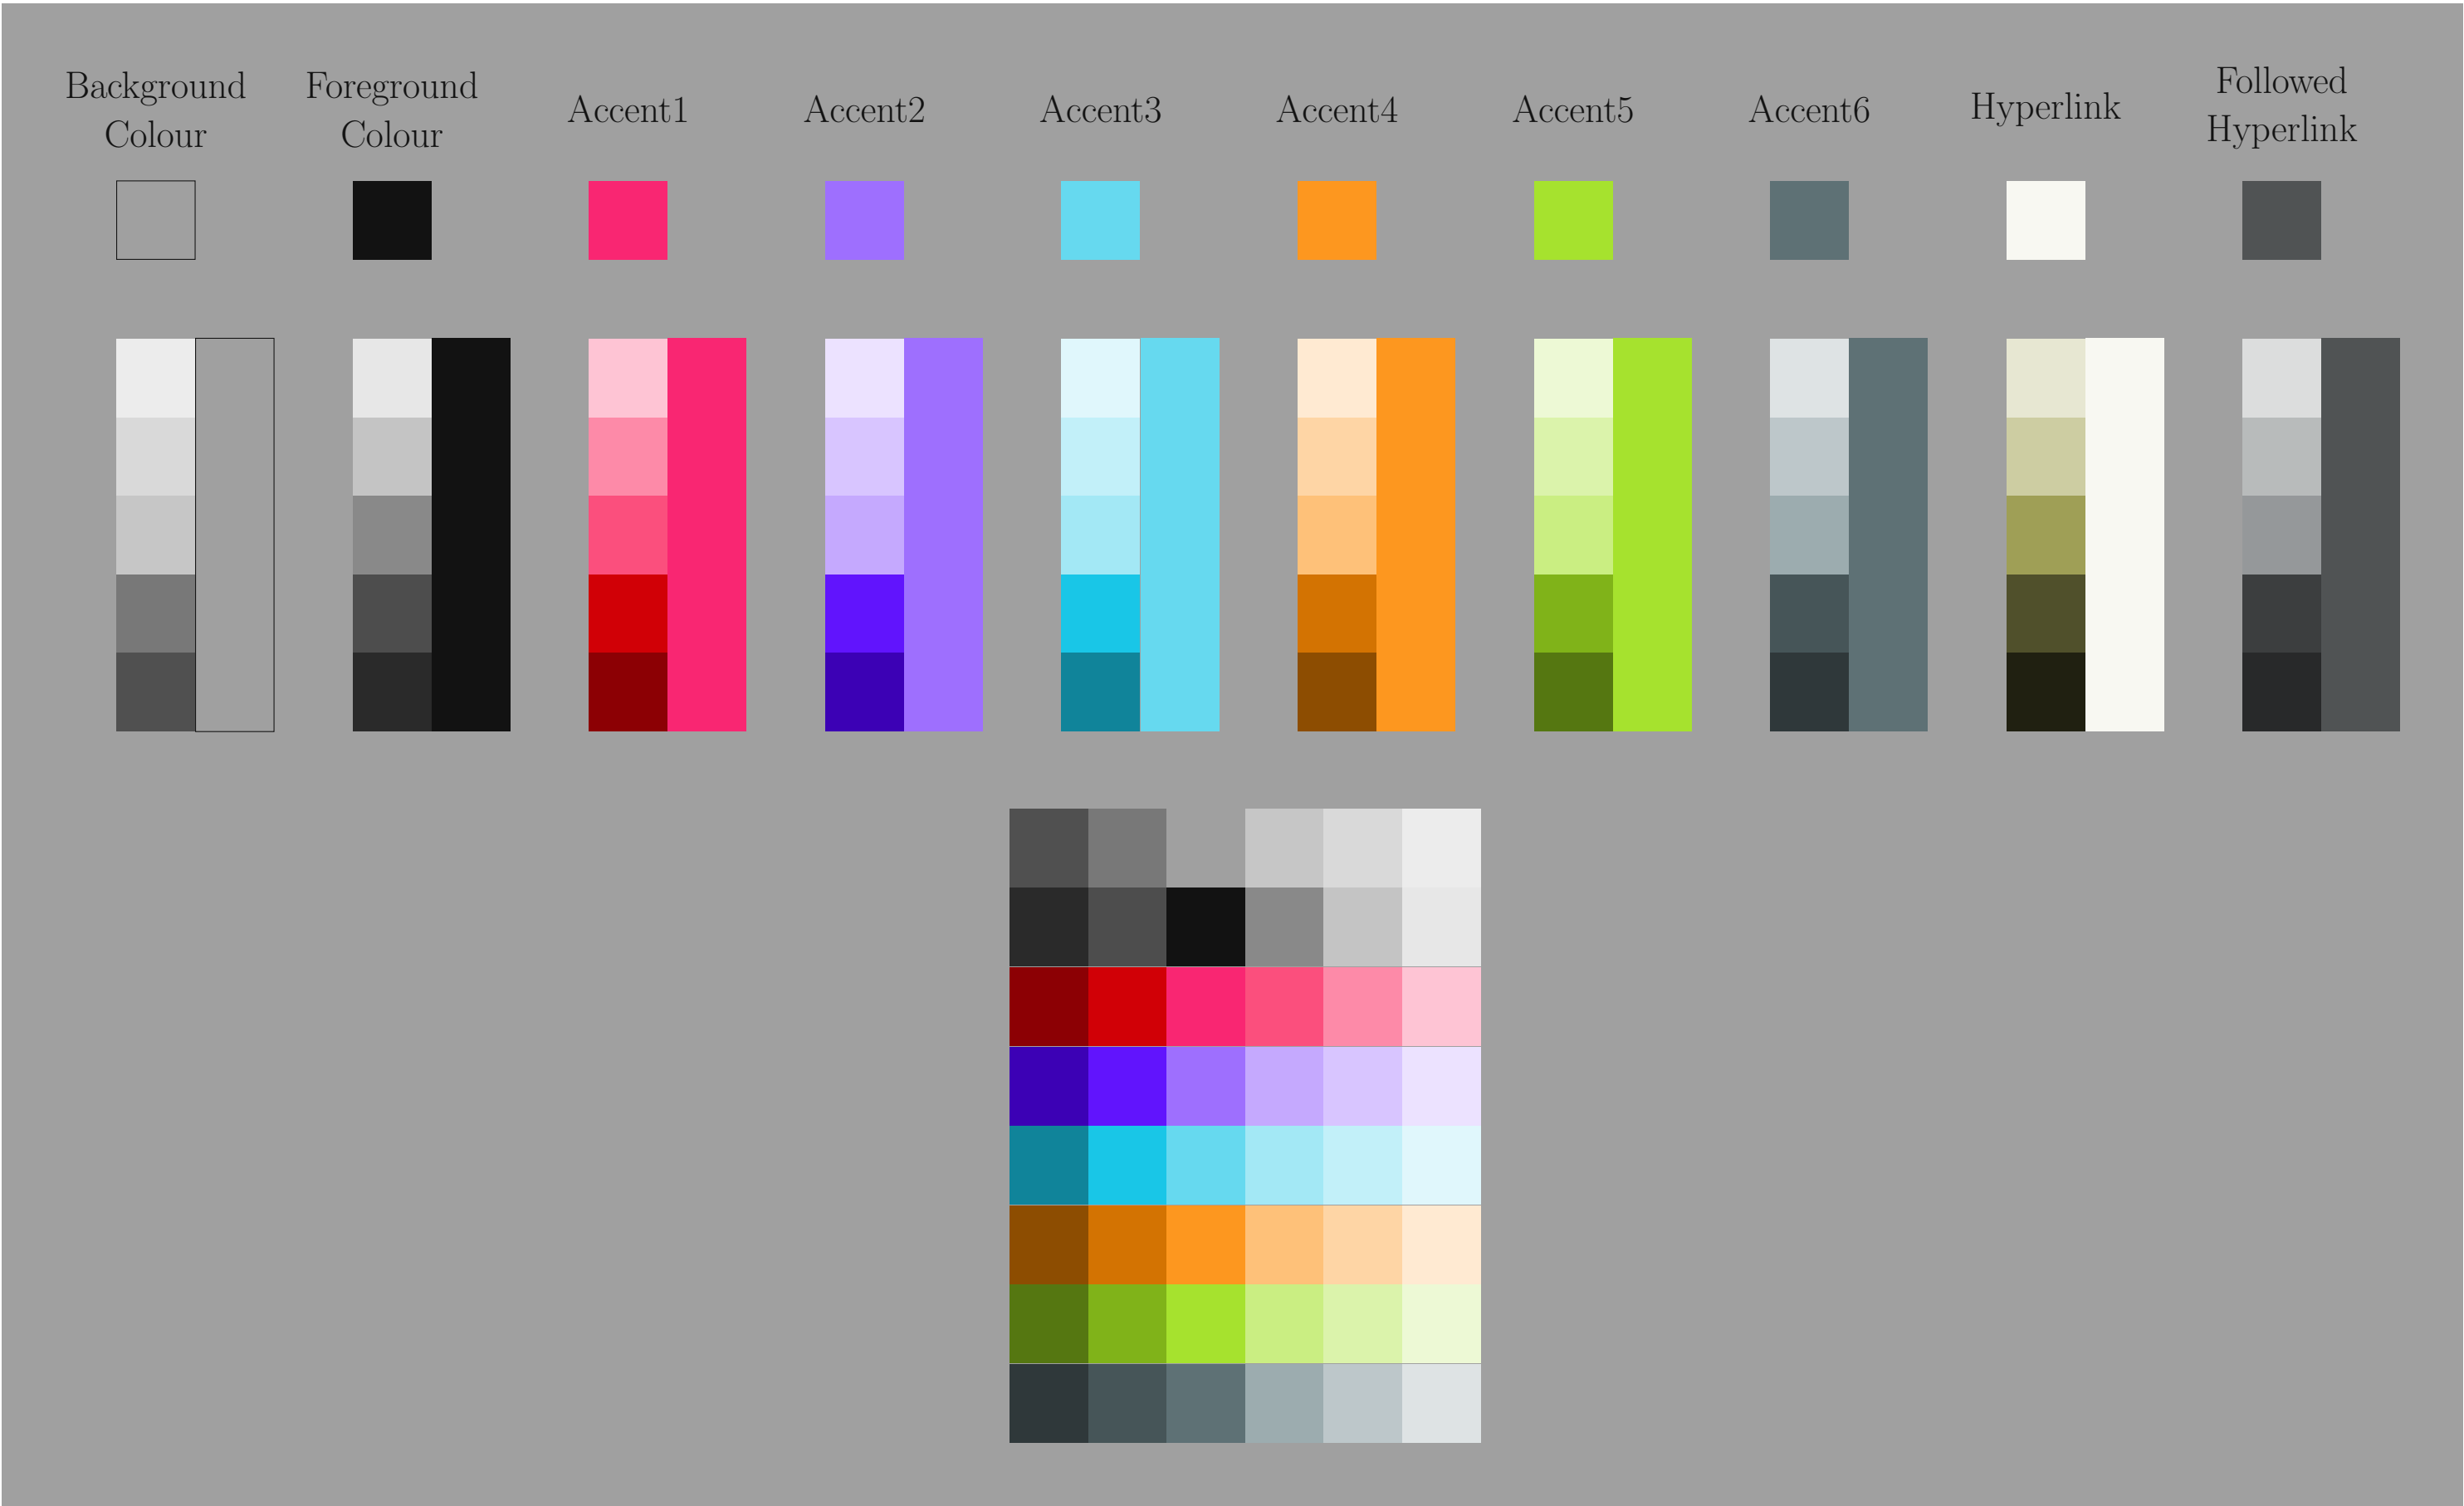 Background
Colour
Foreground
Colour
Accent1
Accent2
Accent3
Accent4
Accent5
Accent6
Hyperlink
Followed
Hyperlink